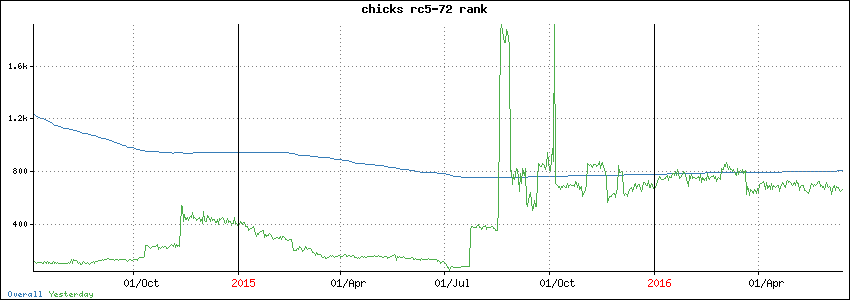 chicks rc5-72 rank
1.6k
1.2k
800
400
01/Oct 2015 01/Apr 01/Jul 01/Oct 2016 01/Apr
Overall Yesterday